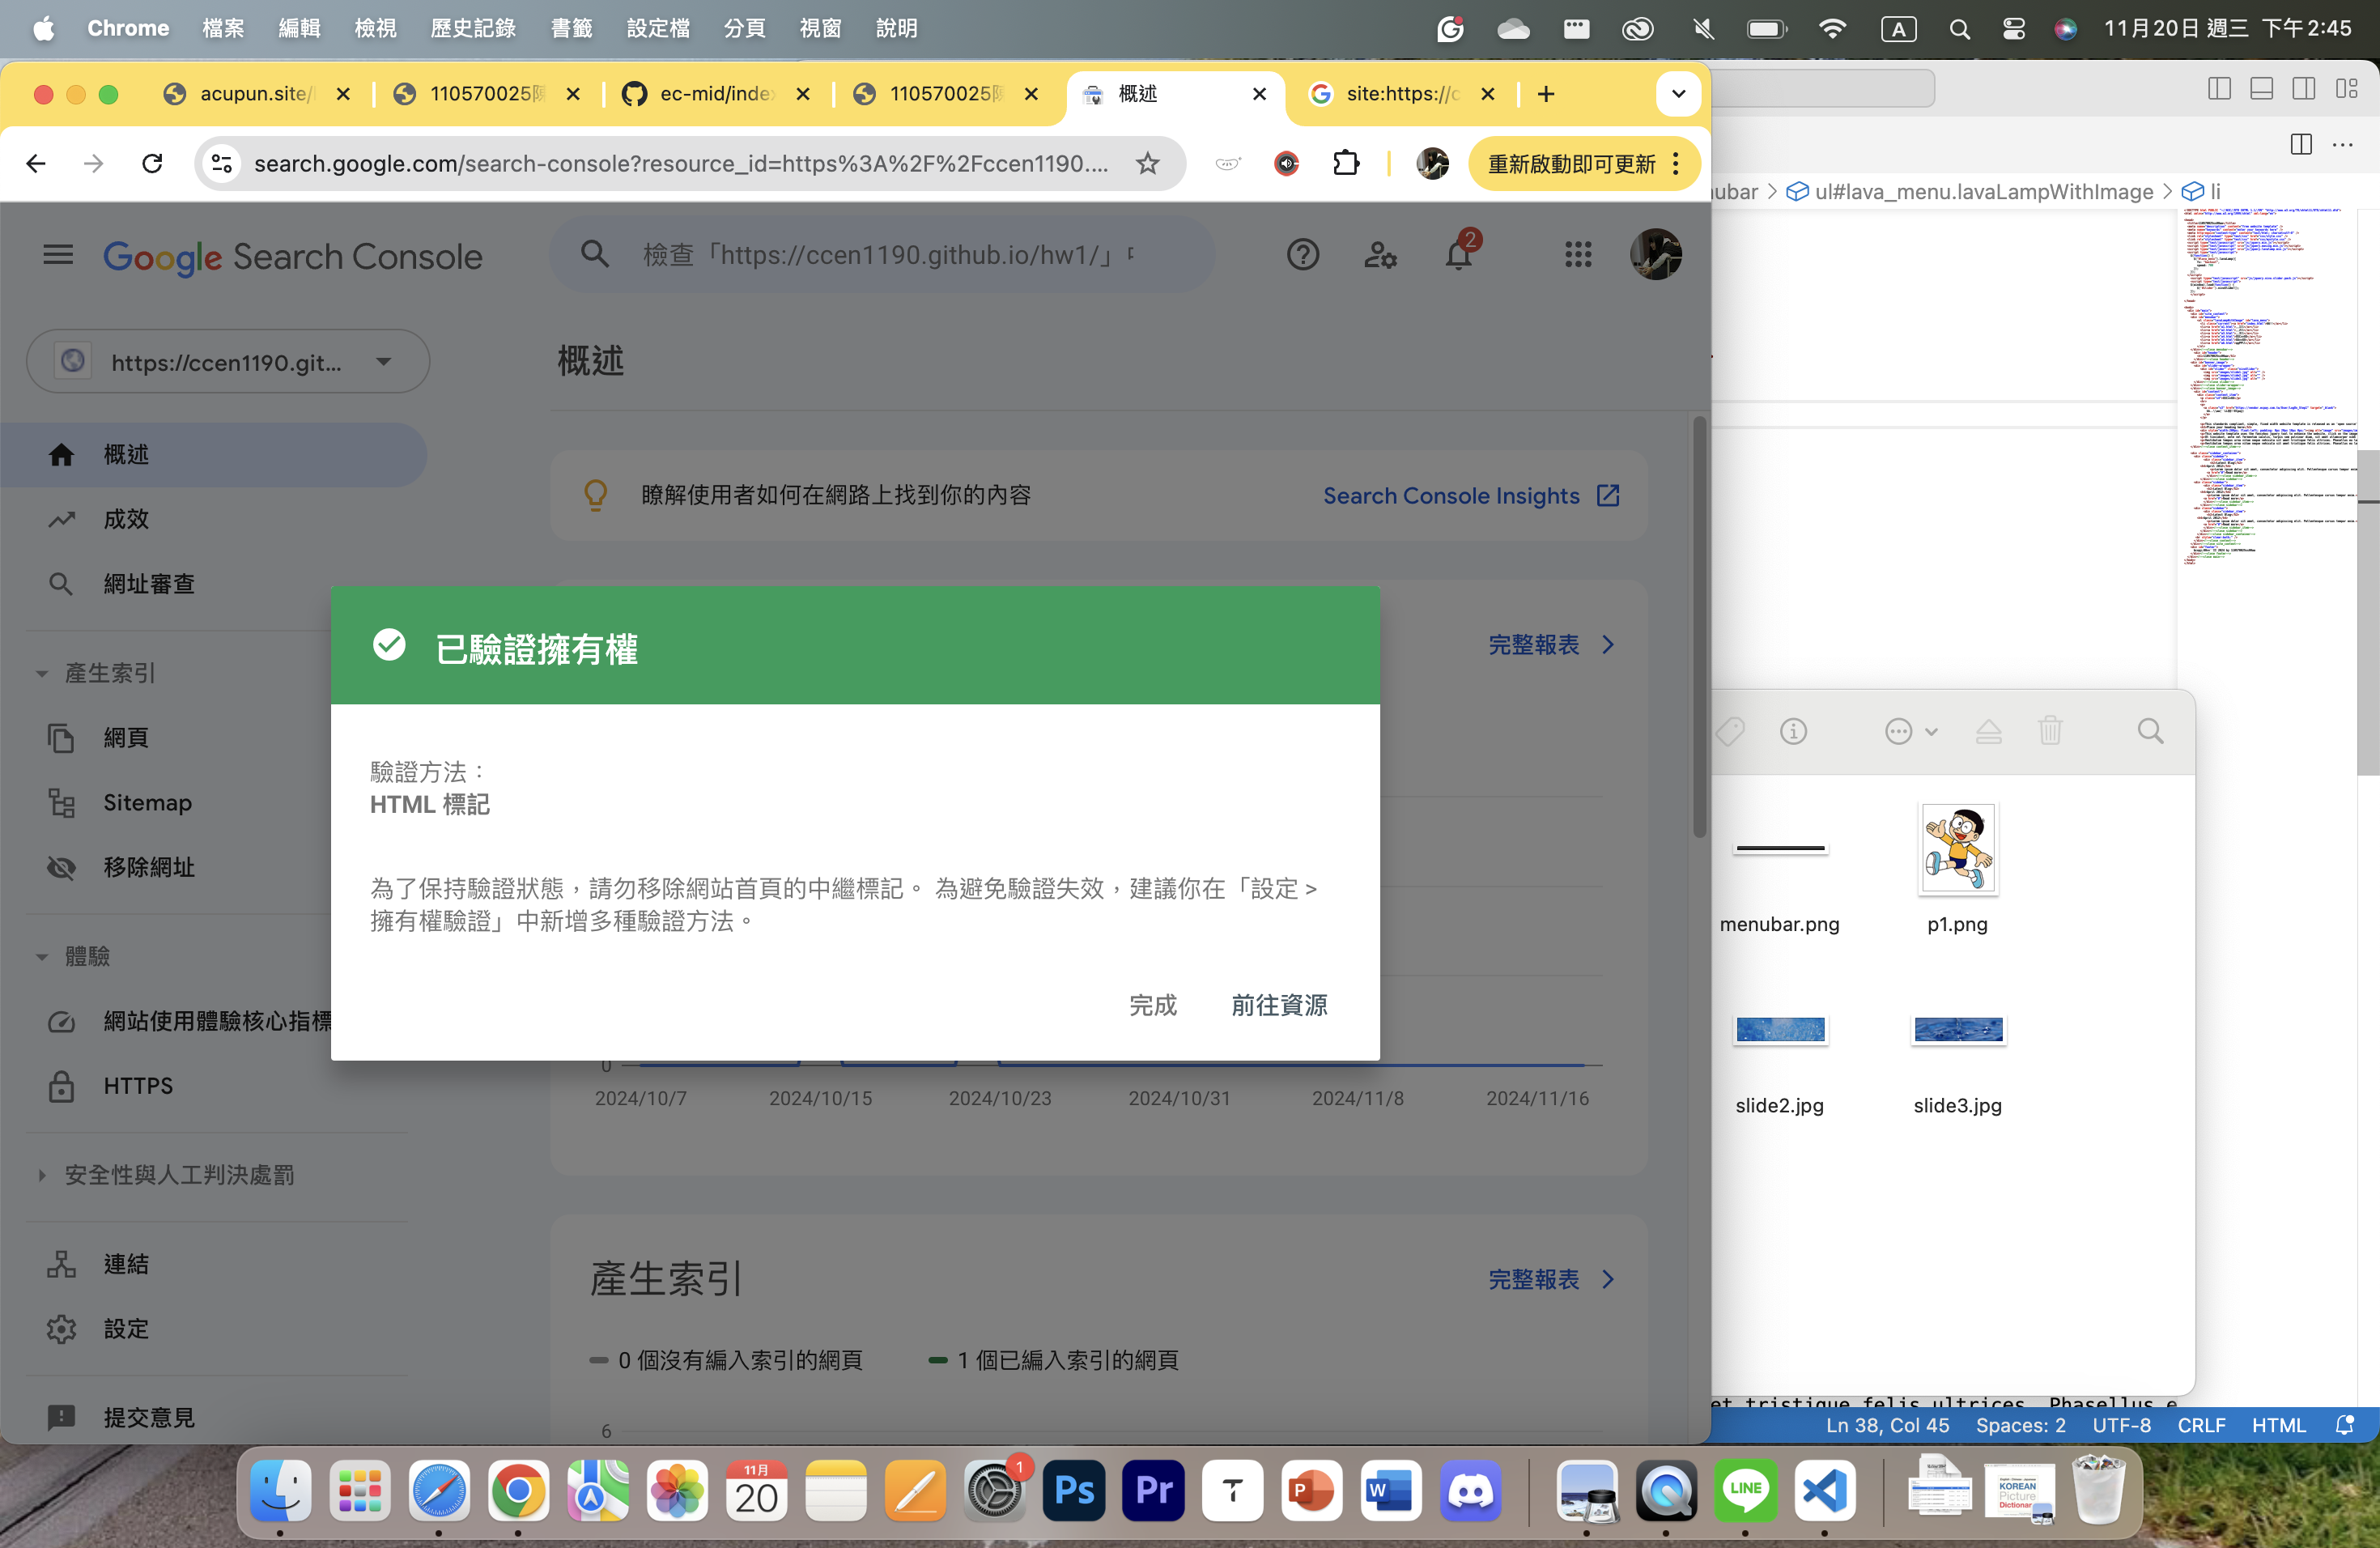 Chrome 檔案 編輯 檢視 歷史記錄 書籤 設定檔 分頁 視窗 說明
A 11月20日 週三 下午2:45
acupun.site/ 110570025 ec-mid/index 110570025 概述 site:https://c
search.google.com/search-console?resource_id=https%3A%2F%2Fccen1190....
重新啟動即可更新
nubar > ul#lava_menu.lavaLampWithImage > li
Google Search Console
檢查「https://ccen1190.github.io/hw1/」
2
https://ccen1190.git...
概述
概述
成效
網址審查
產生索引
網頁
Sitemap
移除網址
體驗
網站使用體驗核心指標
HTTPS
安全性與人工判決處罰
連結
設定
提交意見
瞭解使用者如何在網路上找到你的內容
Search Console Insights
完整報表
已驗證擁有權
驗證方法：
HTML 標記
為了保持驗證狀態，請勿移除網站首頁的中繼標記。 為避免驗證失效，建議你在「設定 >
擁有權驗證」中新增多種驗證方法。
完成 前往資源
0
2024/10/7 2024/10/15 2024/10/23 2024/10/31 2024/11/8 2024/11/16
產生索引
完整報表
0 個沒有編入索引的網頁 1 個已編入索引的網頁
6
menubar.png p1.png
slide2.jpg slide3.jpg
et tristique felis ultrices. Phasellus e
Ln 38, Col 45 Spaces: 2 UTF-8 CRLF HTML
11月
20
1
Ps
Pr
T
P
W
LINE
KOREAN
Picture
Dictionary